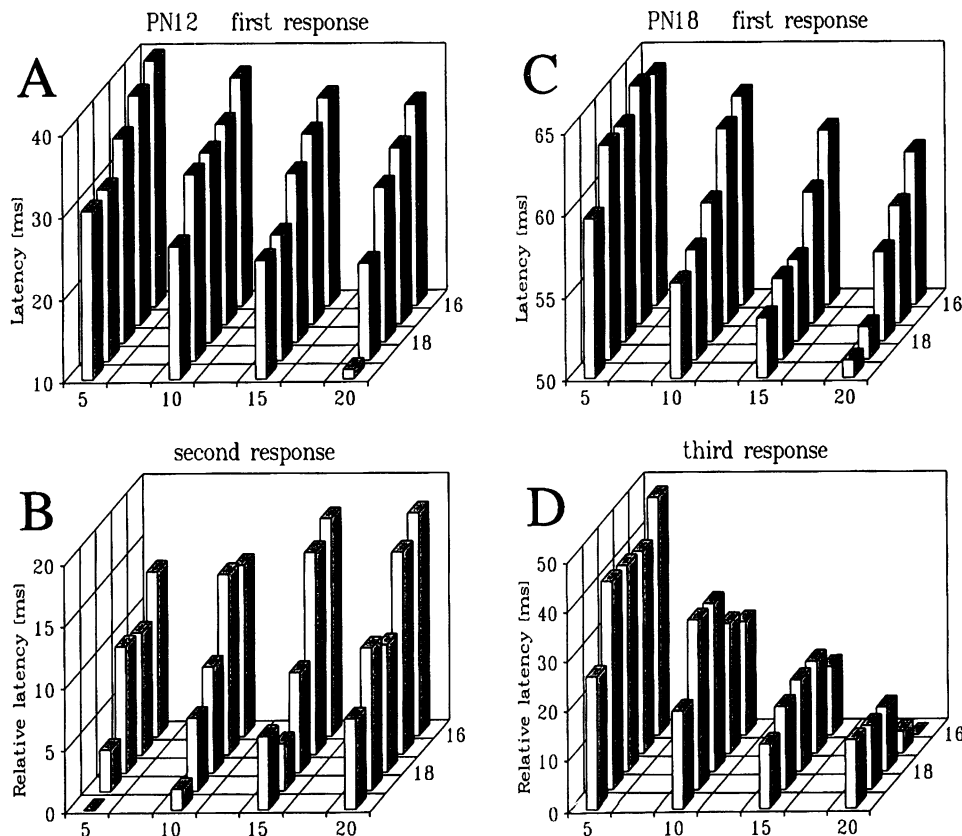 PN12 first response
A
Latency [ms]
40
30
20
10
5 10 15 20
18
16
PN18 first response
C
Latency [ms]
65
60
55
50
5 10 15 20
18
16
second response
B
Relative latency [ms]
20
15
10
5
0
5 10 15 20
18
16
third response
D
Relative latency [ms]
50
40
30
20
10
0
5 10 15 20
18
16